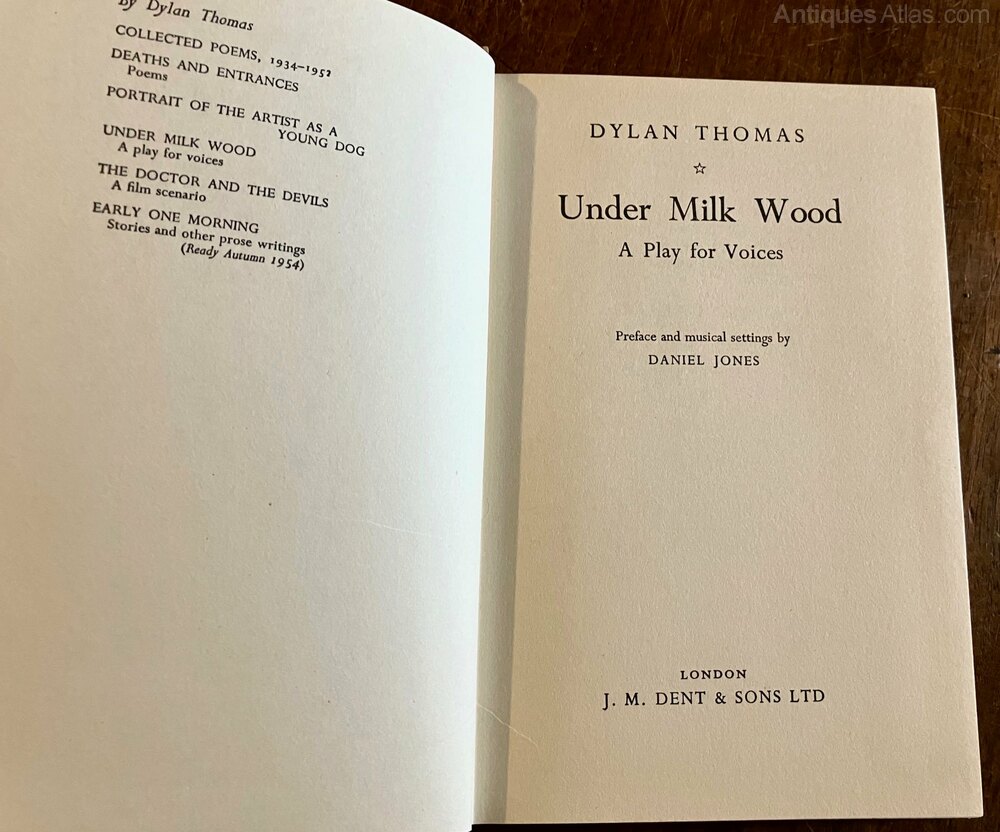 Antiques Atlas.com
By Dylan Thomas
COLLECTED POEMS, 1934–1952
DEATHS AND ENTRANCES
Poems
PORTRAIT OF THE ARTIST AS A
YOUNG DOG
UNDER MILK WOOD
A play for voices
THE DOCTOR AND THE DEVILS
A film scenario
EARLY ONE MORNING
Stories and other prose writings
(Ready Autumn 1954)
DYLAN THOMAS
☆
Under Milk Wood
A Play for Voices
Preface and musical settings by
DANIEL JONES
LONDON
J. M. DENT & SONS LTD